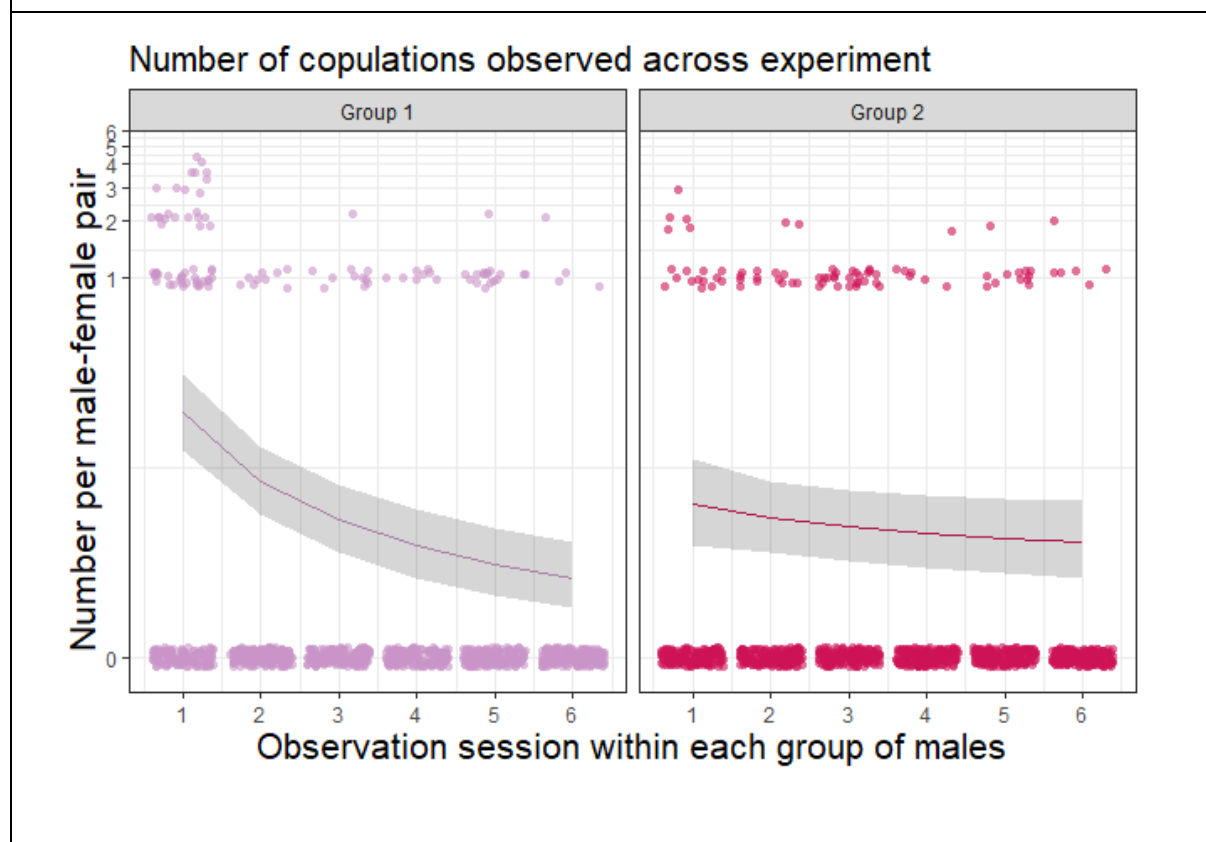 Number of copulations observed across experiment
Group 1
Group 2
Number per male-female pair
6
5
4
3
2
1
0
1 2 3 4 5 6
1 2 3 4 5 6
Observation session within each group of males